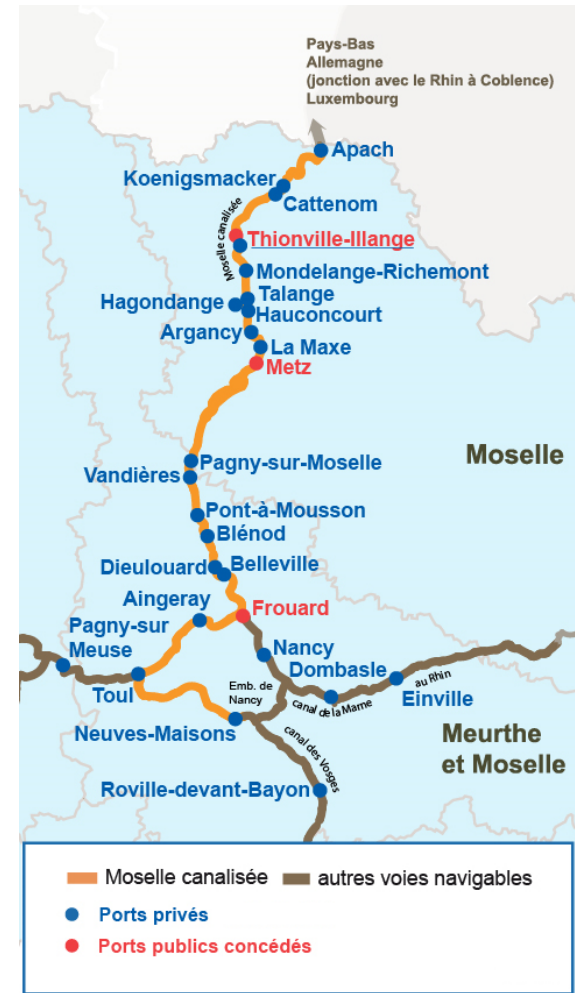 Pays-Bas
Allemagne
(jonction avec le Rhin à Coblence)
Luxembourg
Apach
Koenigsmacker
Cattenom
Moselle canalisée
Thionville-Illange
Mondelange-Richemont
Talange
Hagondange
Hauconcourt
Argancy
La Maxe
Metz
Moselle
Pagny-sur-Moselle
Vandières
Pont-à-Mousson
Blénod
Dieulouard
Belleville
Aingeray
Frouard
Pagny-sur
Meuse
Nancy
Dombasle
au Rhin
Einville
Toul
Emb. de
Nancy
canal de la Marne
Neuves-Maisons
canal des Vosges
Meurthe
et Moselle
Roville-devant-Bayon
Moselle canalisée
autres voies navigables
Ports privés
Ports publics concédés